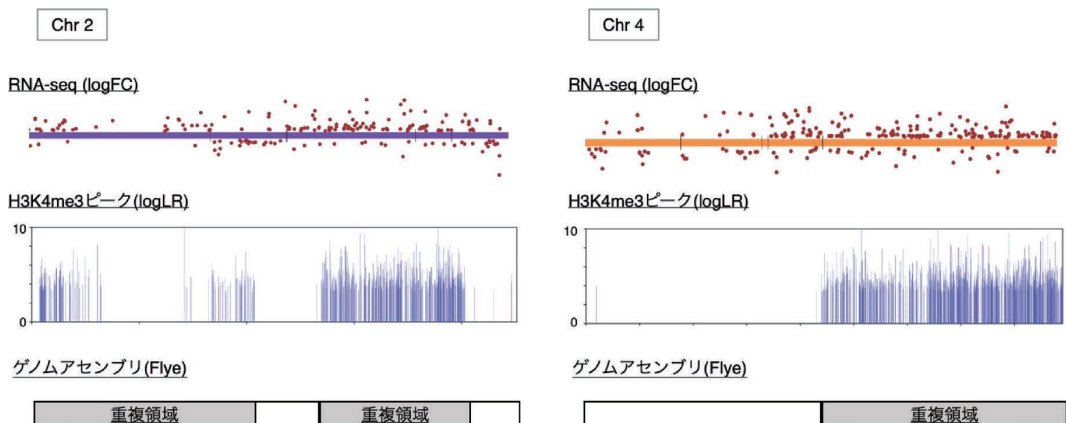 Chr 2
RNA-seq (logFC)
H3K4me3ピーク(logLR)
10
0
ゲノムアセンブリ(Flye)
重複領域
重複領域
Chr 4
RNA-seq (logFC)
H3K4me3ピーク(logLR)
10
0
ゲノムアセンブリ(Flye)
重複領域